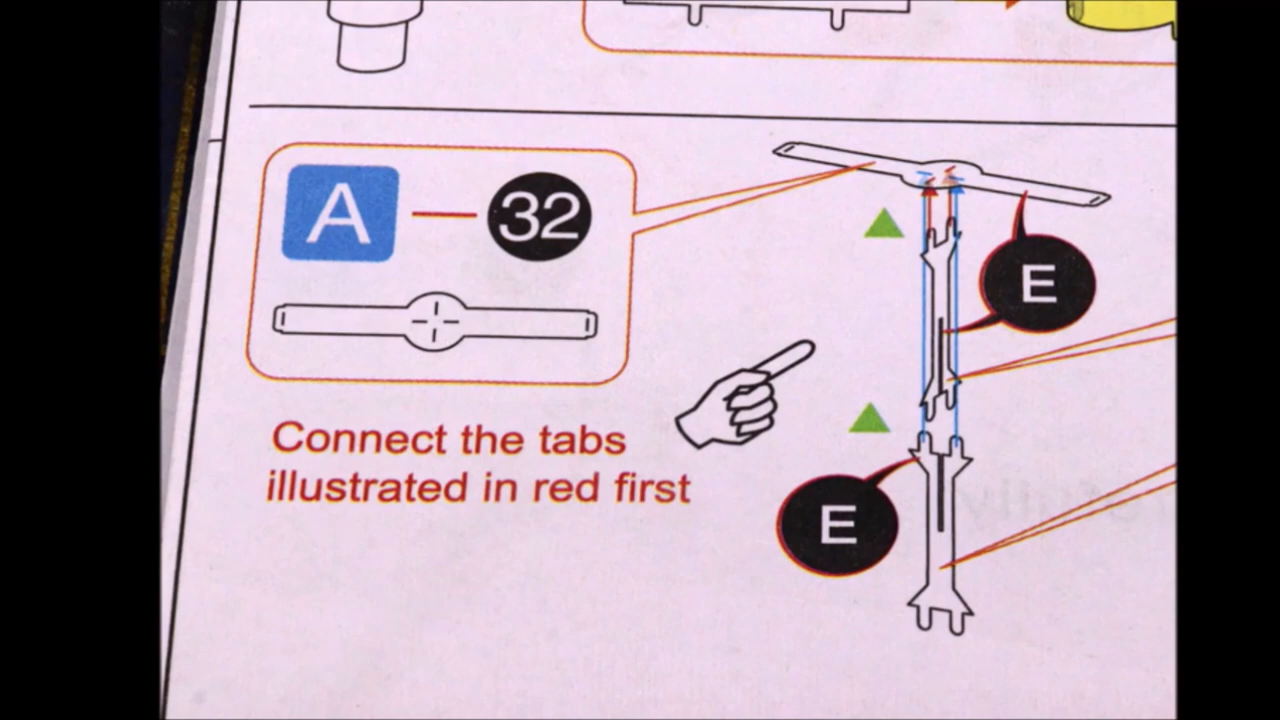 A 32
E
Connect the tabs
illustrated in red first
E